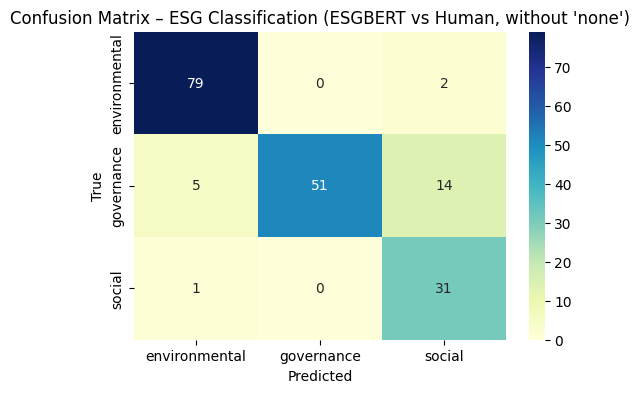 Confusion Matrix – ESG Classification (ESGBERT vs Human, without 'none')
environmental
governance
social
True
79 0 2
5 51 14
1 0 31
environmental governance social
Predicted
70
60
50
40
30
20
10
0